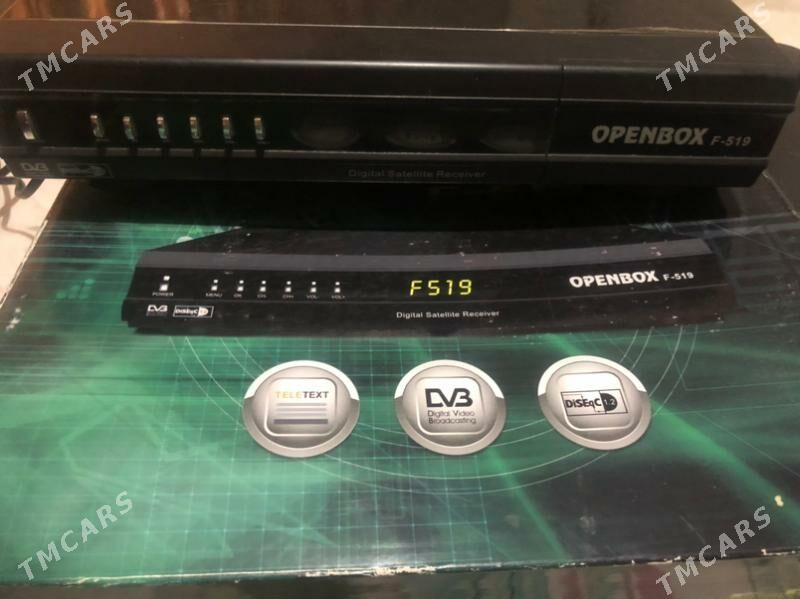 TMCARS
TMCARS
OPENBOX F-519
DVB
Digital Satellite Receiver
F519
OPENBOX F-519
POWER
MENU OK CH- CH+ VOL- VOL+
DVB DiSEqC
Digital Satellite Receiver
TELETEXT
DVB
Digital Video
Broadcasting
DiSEqC 1.2
TMCARS
TMCARS